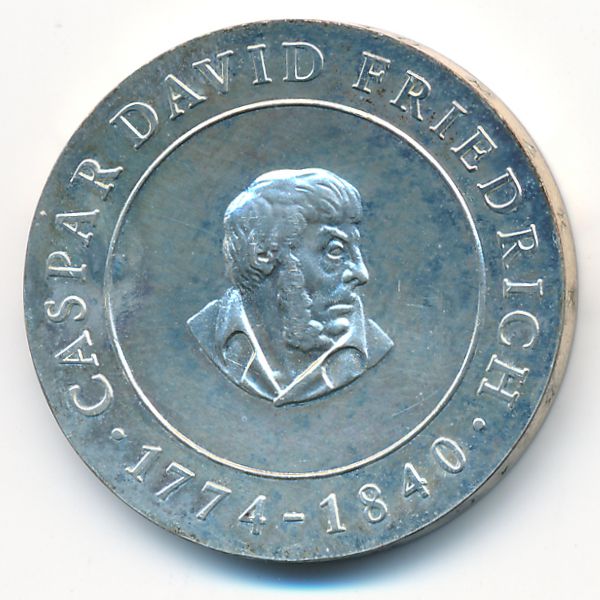 CASPAR DAVID FRIEDRICH
· 1774-1840 ·